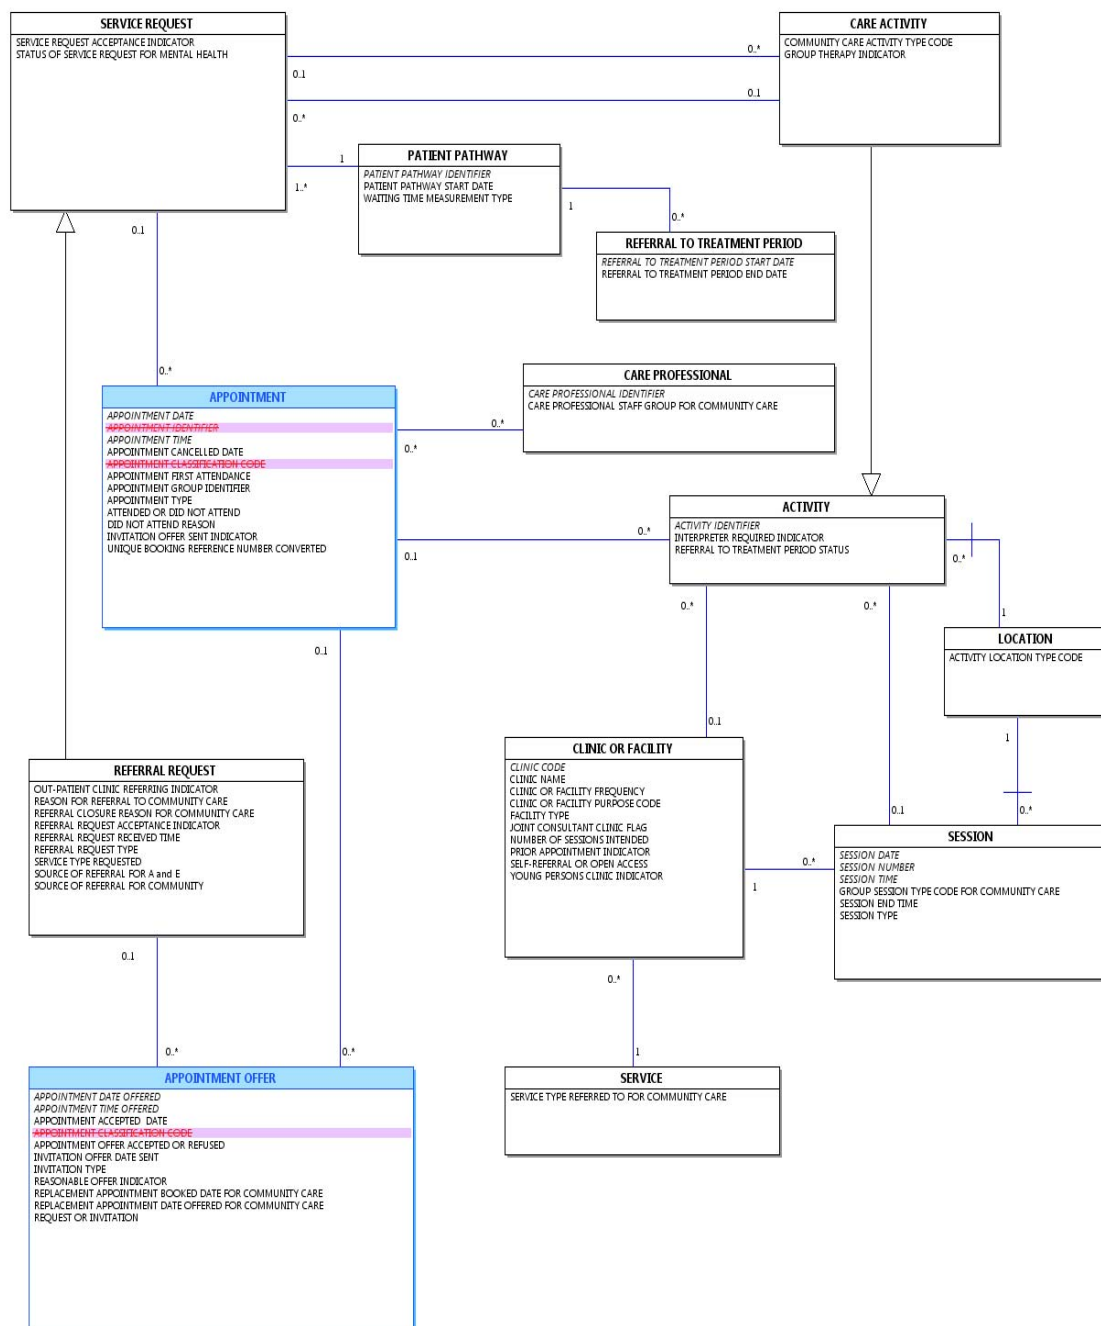 SERVICE REQUEST
SERVICE REQUEST ACCEPTANCE INDICATOR
STATUS OF SERVICE REQUEST FOR MENTAL HEALTH
CARE ACTIVITY
COMMUNITY CARE ACTIVITY TYPE CODE
GROUP THERAPY INDICATOR
0..*
0..1
0..1
0..*
PATIENT PATHWAY
PATIENT PATHWAY IDENTIFIER
PATIENT PATHWAY START DATE
WAITING TIME MEASUREMENT TYPE
1
1..*
1
0..*
REFERRAL TO TREATMENT PERIOD
REFERRAL TO TREATMENT PERIOD START DATE
REFERRAL TO TREATMENT PERIOD END DATE
0..1
0..*
APPOINTMENT
APPOINTMENT DATE
APPOINTMENT IDENTIFIER
APPOINTMENT TIME
APPOINTMENT CANCELLED DATE
APPOINTMENT CLASSIFICATION CODE
APPOINTMENT FIRST ATTENDANCE
APPOINTMENT GROUP IDENTIFIER
APPOINTMENT TYPE
ATTENDED OR DID NOT ATTEND
DID NOT ATTEND REASON
INVITATION OFFER SENT INDICATOR
UNIQUE BOOKING REFERENCE NUMBER CONVERTED
CARE PROFESSIONAL
CARE PROFESSIONAL IDENTIFIER
CARE PROFESSIONAL STAFF GROUP FOR COMMUNITY CARE
0..*
0..*
ACTIVITY
ACTIVITY IDENTIFIER
INTERPRETER REQUIRED INDICATOR
REFERRAL TO TREATMENT PERIOD STATUS
0..*
0..1
0..*
1
0..*
0..*
LOCATION
ACTIVITY LOCATION TYPE CODE
0..1
0..1
1
0..*
0..1
CLINIC OR FACILITY
CLINIC CODE
CLINIC NAME
CLINIC OR FACILITY FREQUENCY
CLINIC OR FACILITY PURPOSE CODE
FACILITY TYPE
JOINT CONSULTANT CLINIC FLAG
NUMBER OF SESSIONS INTENDED
PRIOR APPOINTMENT INDICATOR
SELF-REFERRAL OR OPEN ACCESS
YOUNG PERSONS CLINIC INDICATOR
REFERRAL REQUEST
OUT-PATIENT CLINIC REFERRING INDICATOR
REASON FOR REFERRAL TO COMMUNITY CARE
REFERRAL CLOSURE REASON FOR COMMUNITY CARE
REFERRAL REQUEST ACCEPTANCE INDICATOR
REFERRAL REQUEST RECEIVED TIME
REFERRAL REQUEST TYPE
SERVICE TYPE REQUESTED
SOURCE OF REFERRAL FOR A and E
SOURCE OF REFERRAL FOR COMMUNITY
SESSION
SESSION DATE
SESSION NUMBER
SESSION TIME
GROUP SESSION TYPE CODE FOR COMMUNITY CARE
SESSION END TIME
SESSION TYPE
0..*
1
0..1
0..*
0..*
0..*
1
APPOINTMENT OFFER
APPOINTMENT DATE OFFERED
APPOINTMENT TIME OFFERED
APPOINTMENT ACCEPTED DATE
APPOINTMENT CLASSIFICATION CODE
APPOINTMENT OFFER ACCEPTED OR REFUSED
INVITATION OFFER DATE SENT
INVITATION TYPE
REASONABLE OFFER INDICATOR
REPLACEMENT APPOINTMENT BOOKED DATE FOR COMMUNITY CARE
REPLACEMENT APPOINTMENT DATE OFFERED FOR COMMUNITY CARE
REQUEST OR INVITATION
SERVICE
SERVICE TYPE REFERRED TO FOR COMMUNITY CARE